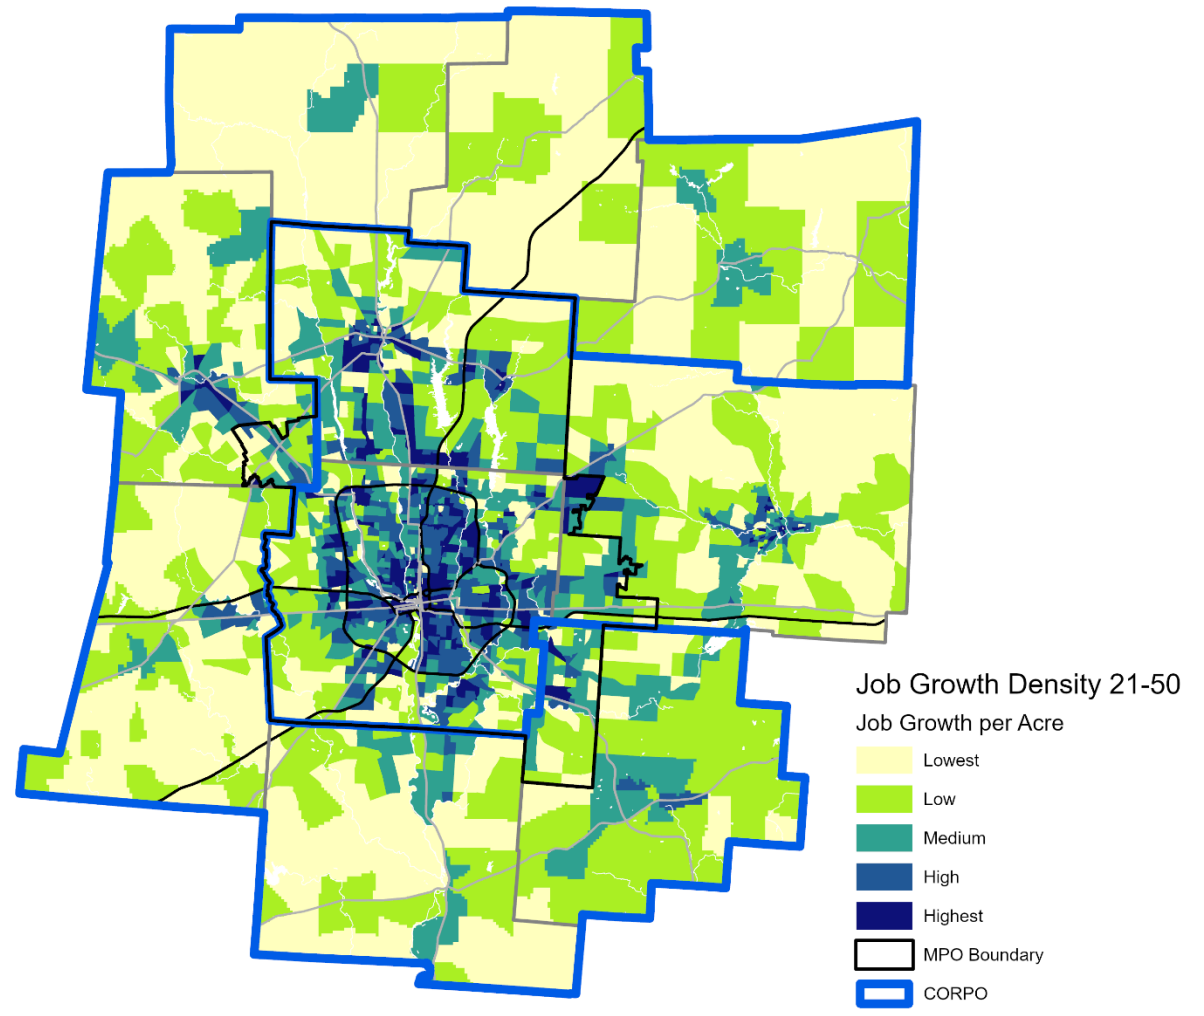 Job Growth Density 21-50
Job Growth per Acre
Lowest
Low
Medium
High
Highest
MPO Boundary
CORPO